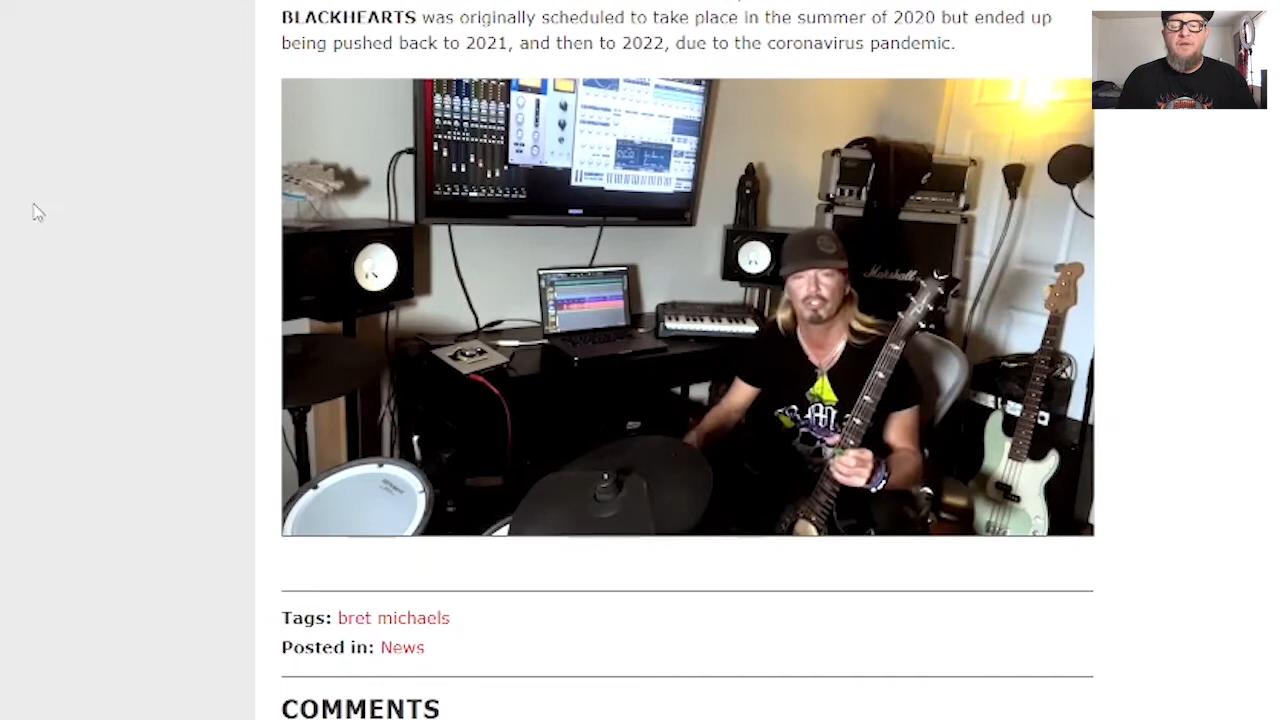 BLACKHEARTS was originally scheduled to take place in the summer of 2020 but ended up
being pushed back to 2021, and then to 2022, due to the coronavirus pandemic.
Marshall
Tags: bret michaels
Posted in: News
COMMENTS